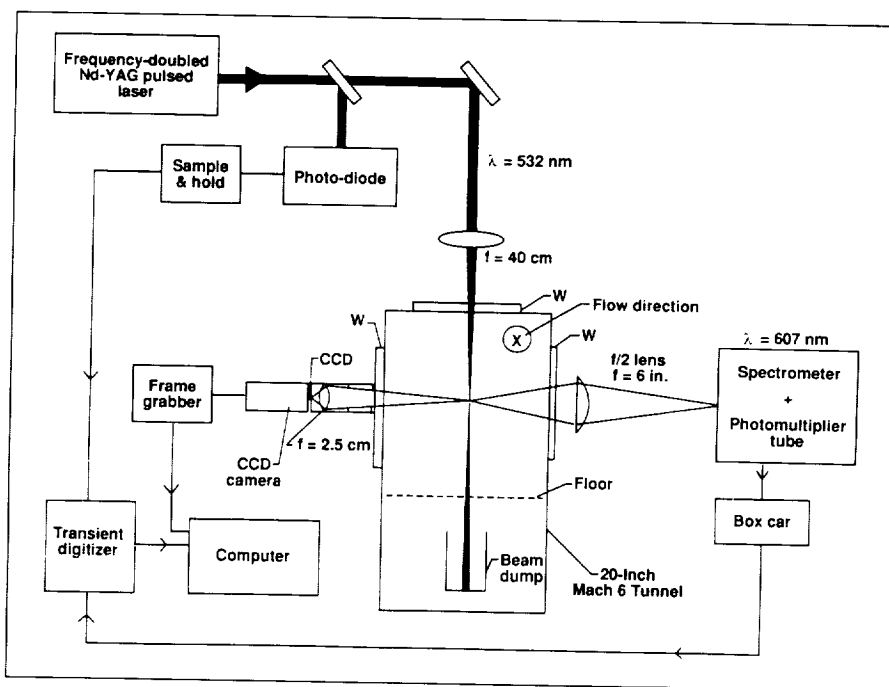 Frequency-doubled
Nd-YAG pulsed
laser
Sample
& hold
Photo-diode
λ = 532 nm
f = 40 cm
W
Flow direction
X
W
W
CCD
λ = 607 nm
f/2 lens
f = 6 in.
Frame
grabber
Spectrometer
+
Photomultiplier
tube
f = 2.5 cm
CCD
camera
Floor
Box car
Transient
digitizer
Computer
Beam
dump
20-Inch
Mach 6 Tunnel